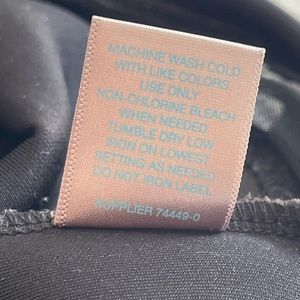 MACHINE WASH COLD
WITH LIKE COLORS
USE ONLY
NON-CHLORINE BLEACH
WHEN NEEDED
TUMBLE DRY LOW
IRON ON LOWEST
SETTING AS NEEDED
DO NOT IRON LABEL
SUPPLIER 74449-0